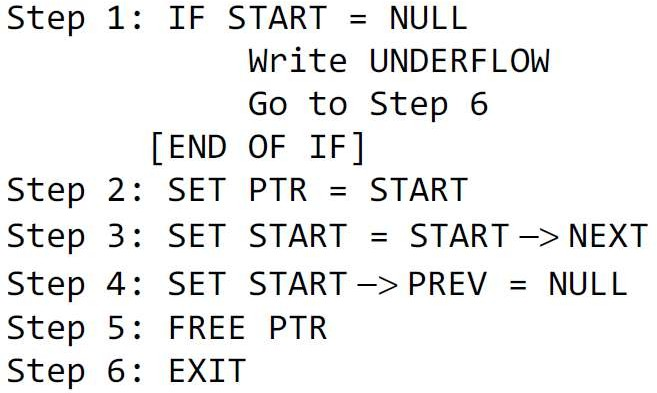 Step 1: IF START = NULL
Write UNDERFLOW
Go to Step 6
[END OF IF]
Step 2: SET PTR = START
Step 3: SET START = START —> NEXT
Step 4: SET START —> PREV = NULL
Step 5: FREE PTR
Step 6: EXIT